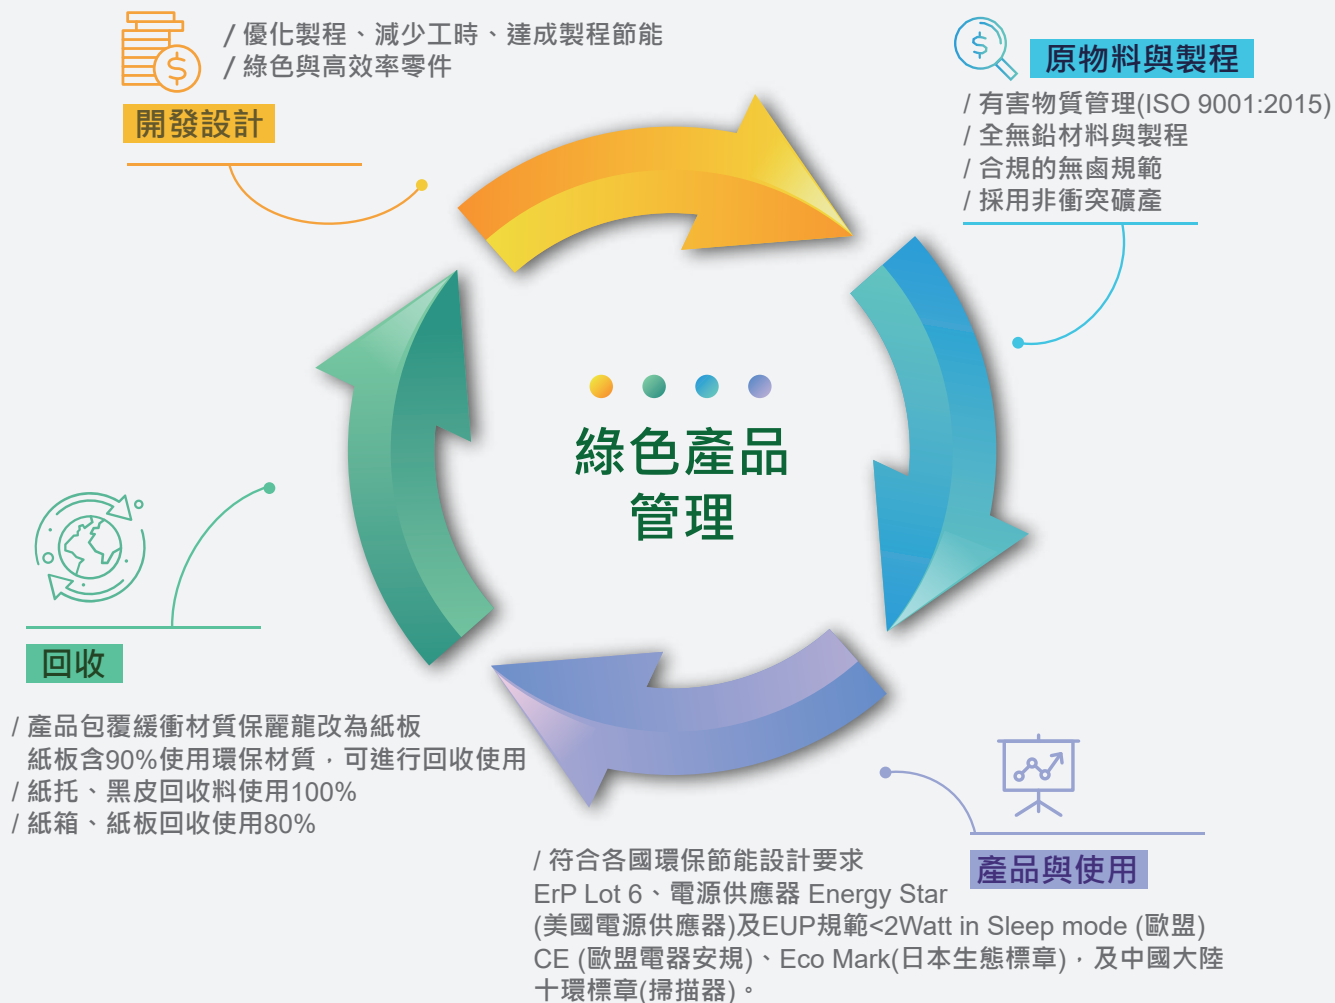 / 優化製程、減少工時、達成製程節能
/ 綠色與高效率零件
開發設計
原物料與製程
/ 有害物質管理(ISO 9001:2015)
/ 全無鉛材料與製程
/ 合規的無鹵規範
/ 採用非衝突礦產
綠色產品
管理
回收
/ 產品包覆緩衝材質保麗龍改為紙板
紙板含90%使用環保材質，可進行回收使用
/ 紙托、黑皮回收料使用100%
/ 紙箱、紙板回收使用80%
產品與使用
/ 符合各國環保節能設計要求
ErP Lot 6、電源供應器 Energy Star
(美國電源供應器)及EUP規範<2Watt in Sleep mode (歐盟)
CE (歐盟電器安規)、Eco Mark(日本生態標章)，及中國大陸
十環標章(掃描器)。